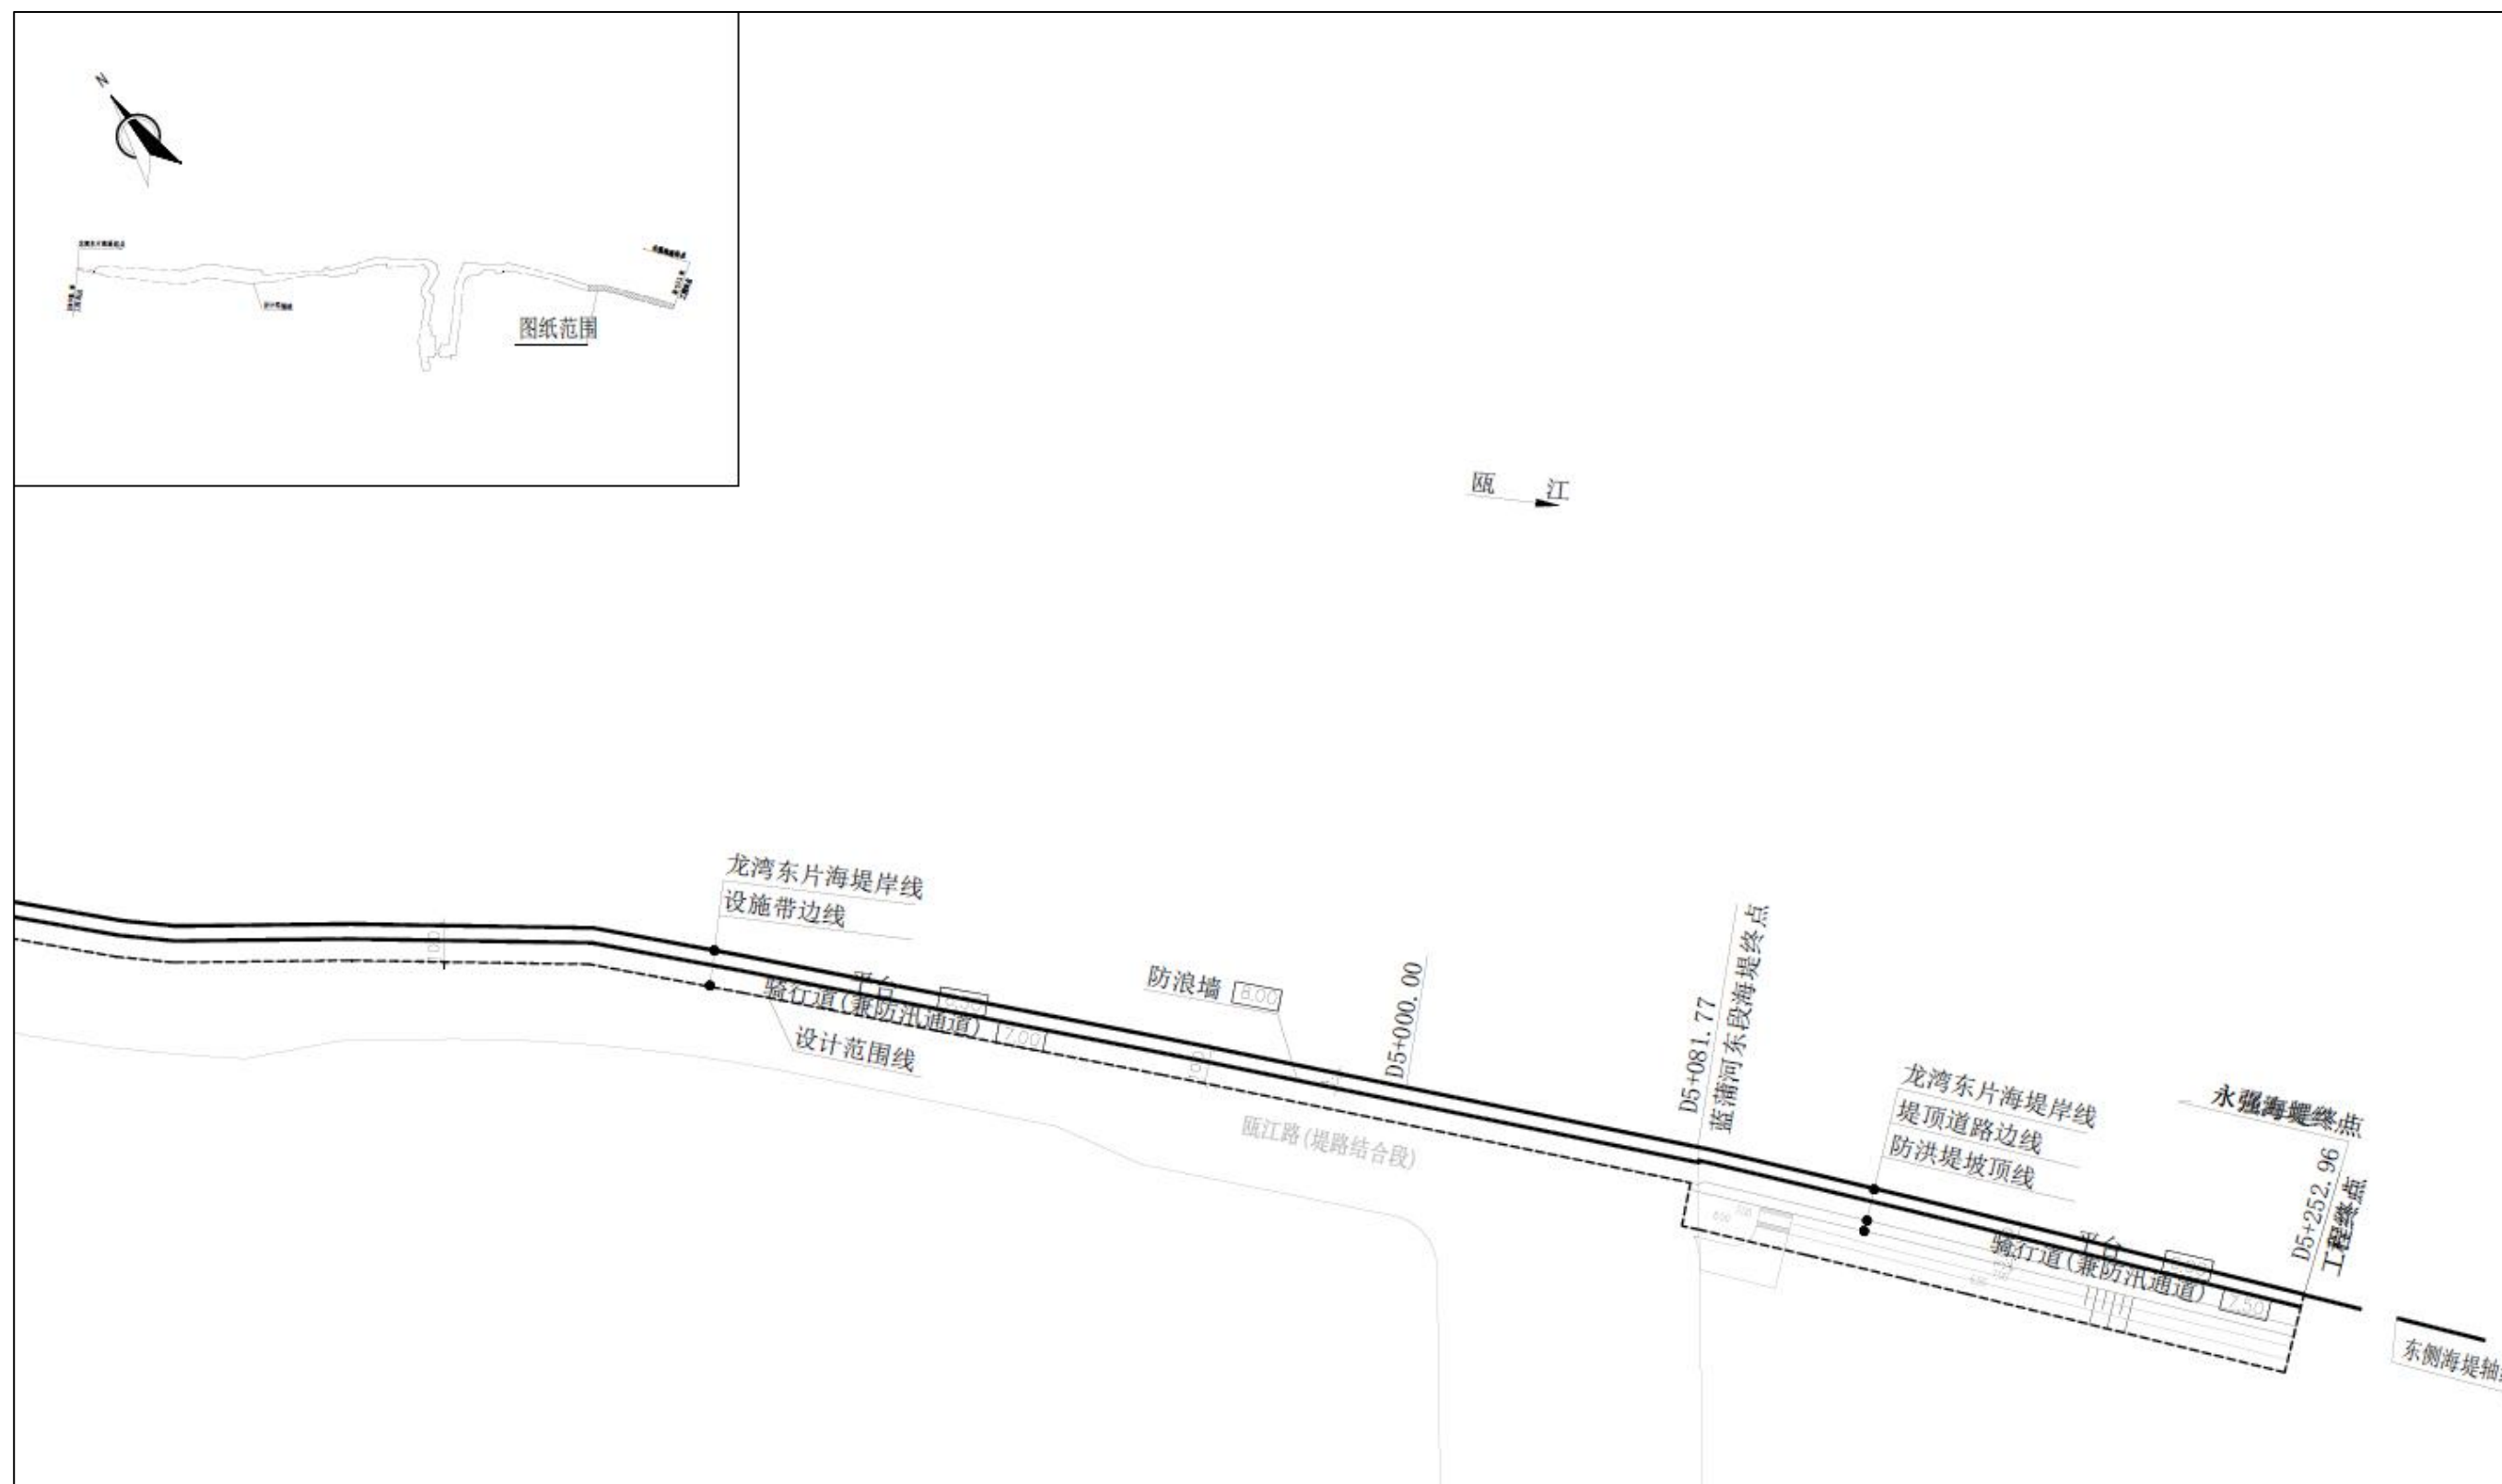 N
图纸范围
瓯 江
龙湾东片海堤岸线
设施带边线
平台
骑行道(兼防汛通道) 7.00
设计范围线
防浪墙 8.00
D5+000.00
瓯江路(堤路结合段)
D5+081.77
蓝蒲河东段海堤终点
龙湾东片海堤岸线
堤顶道路边线
防洪堤坡顶线
永强海堤终点
D5+252.96
工程终点
平台
骑行道(兼防汛通道) 7.50
600
东侧海堤轴